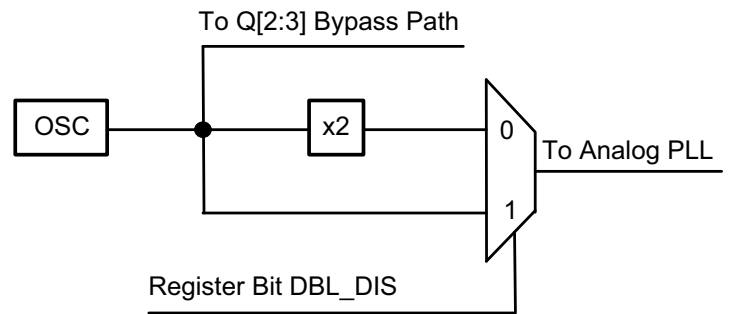 To Q[2:3] Bypass Path
OSC
x2
0
To Analog PLL
1
Register Bit DBL_DIS